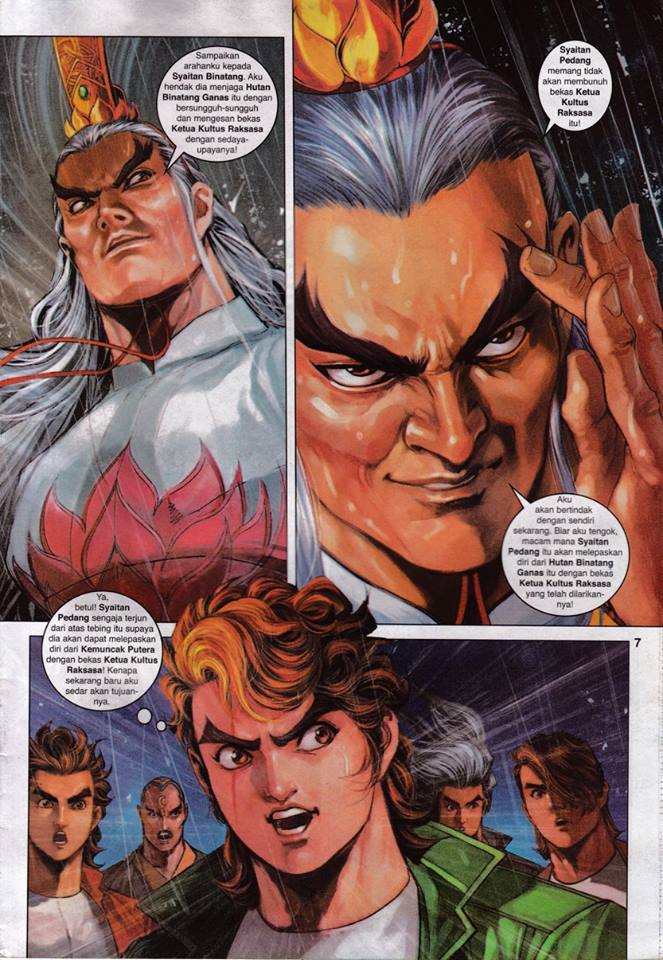 Sampaikan
arahanku kepada
Syaitan Binatang. Aku
hendak dia menjaga Hutan
Binatang Ganas itu dengan
bersungguh-sungguh
dan mengesan bekas
Ketua Kultus Raksasa
dengan sedaya-
upayanya!
Syaitan
Pedang
memang tidak
akan membunuh
bekas Ketua
Kultus
Raksasa
itu!
Aku
akan bertindak
dengan sendiri
sekarang. Biar aku tengok,
macam mana Syaitan
Pedang itu akan melepaskan
diri dari Hutan Binatang
Ganas itu dengan bekas
Ketua Kultus Raksasa
yang telah dilarikan-
nya!
Ya,
betul! Syaitan
Pedang sengaja terjun
dari atas tebing itu supaya
dia akan dapat melepaskan
diri dari Kemuncak Putera
dengan bekas Ketua Kultus
Raksasa! Kenapa
sekarang baru aku
sedar akan tujuan-
nya.
7